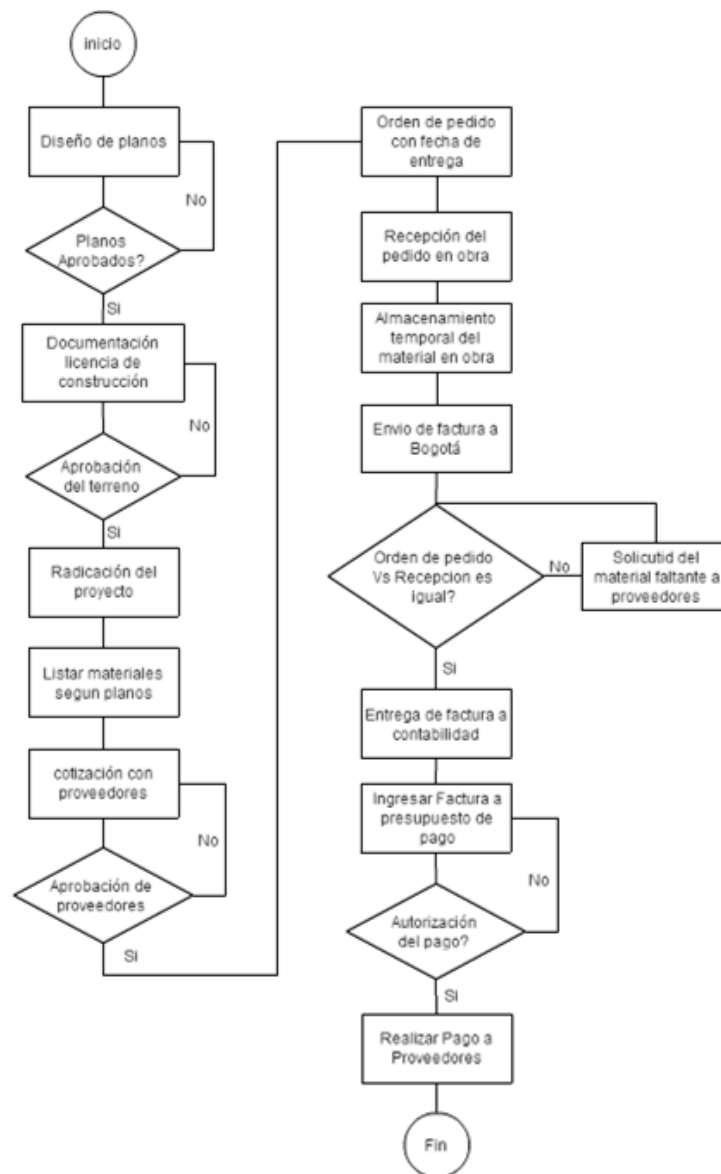 inicio
Diseño de planos
No
Planos
Aprobados?
Si
Documentación
licencia de
construcción
No
Aprobación
del terreno
Si
Radicación del
proyecto
Listar materiales
segun planos
cotización con
proveedores
No
Aprobación de
proveedores
Si
Orden de pedido
con fecha de
entrega
Recepción del
pedido en obra
Almacenamiento
temporal del
material en obra
Envio de factura a
Bogotá
Orden de pedido
Vs Recepcion es
igual?
No
Solicutid del
material faltante a
proveedores
Si
Entrega de factura a
contabilidad
Ingresar Factura a
presupuesto de
pago
No
Autorización
del pago?
Si
Realizar Pago a
Proveedores
Fin